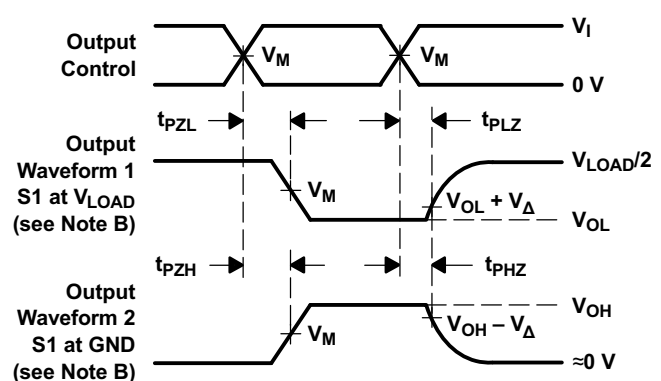 Output
Control
V_M
V_M
V_I
0 V
t_PZL
t_PLZ
Output
Waveform 1
S1 at V_LOAD
(see Note B)
V_M
V_LOAD/2
V_OL + V_Δ
V_OL
t_PZH
t_PHZ
Output
Waveform 2
S1 at GND
(see Note B)
V_M
V_OH
V_OH – V_Δ
≈0 V